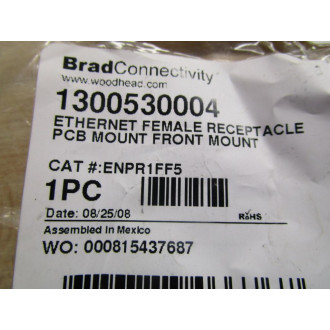 BradConnectivity™
www.woodhead.com
1300530004
ETHERNET FEMALE RECEPTACLE
PCB MOUNT FRONT MOUNT
CAT #:ENPR1FF5
1PC
Date: 08/25/08
RoHS
Assembled in Mexico
WO: 000815437687